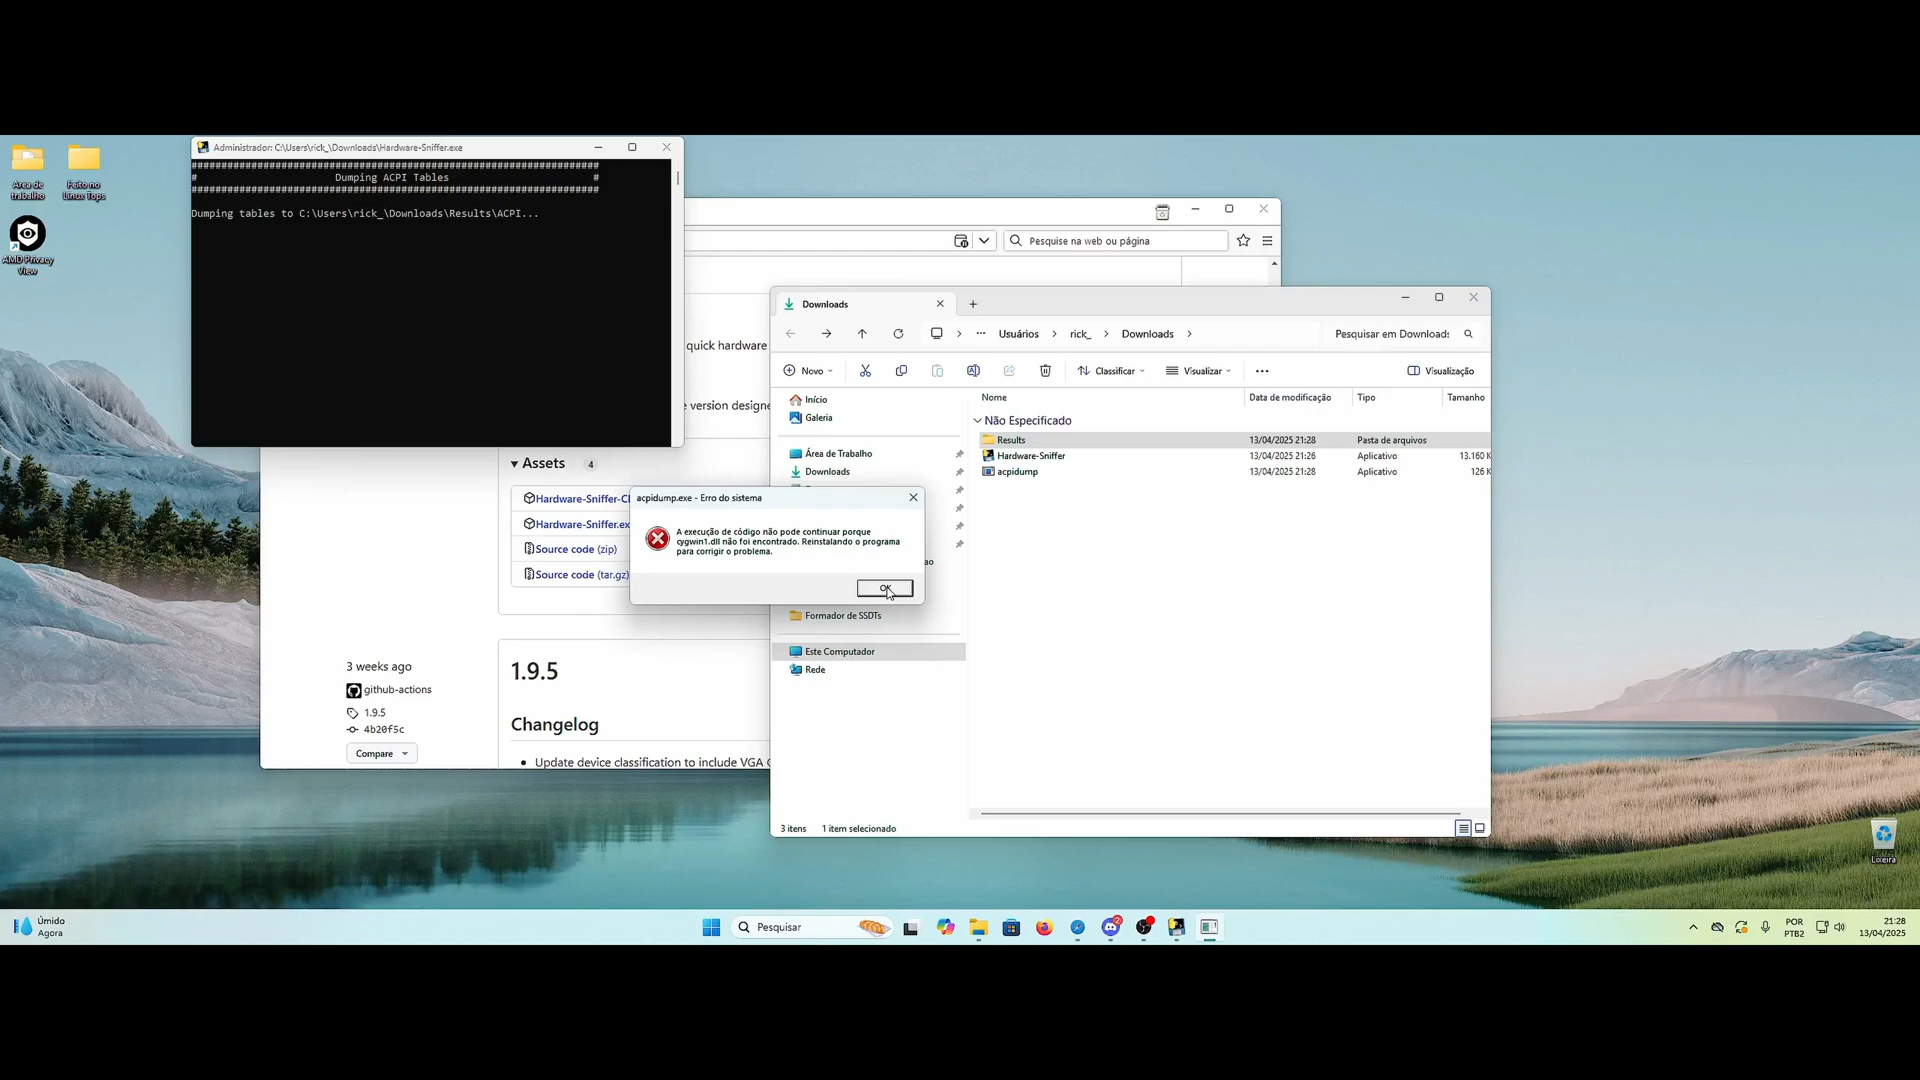 Área de trabalho
Feito no Linux Tops
AMD Privacy View
Administrador: C:\Users\rick_\Downloads\Hardware-Sniffer.exe
####################################################################
# Dumping ACPI Tables #
####################################################################
Dumping tables to C:\Users\rick_\Downloads\Results\ACPI...
Pesquise na web ou página
quick hardware
e version designe
Assets 4
Hardware-Sniffer-Cl
Hardware-Sniffer.ex
Source code (zip)
Source code (tar.gz)
3 weeks ago
github-actions
1.9.5
4b20f5c
Compare
1.9.5
Changelog
Update device classification to include VGA C
Downloads
Usuários > rick_ > Downloads >
Pesquisar em Downloads
Novo
Classificar
Visualizar
Visualização
Início
Galeria
Área de Trabalho
Downloads
ao
Formador de SSDTs
Este Computador
Rede
Nome Data de modificação Tipo Tamanho
Não Especificado
Results 13/04/2025 21:28 Pasta de arquivos
Hardware-Sniffer 13/04/2025 21:26 Aplicativo 13.160 K
acpidump 13/04/2025 21:28 Aplicativo 126 K
3 itens 1 item selecionado
acpidump.exe - Erro do sistema
A execução de código não pode continuar porque
cygwin1.dll não foi encontrado. Reinstalando o programa
para corrigir o problema.
OK
Lixeira
Úmido
Agora
Pesquisar
2
POR
PTB2
21:28
13/04/2025